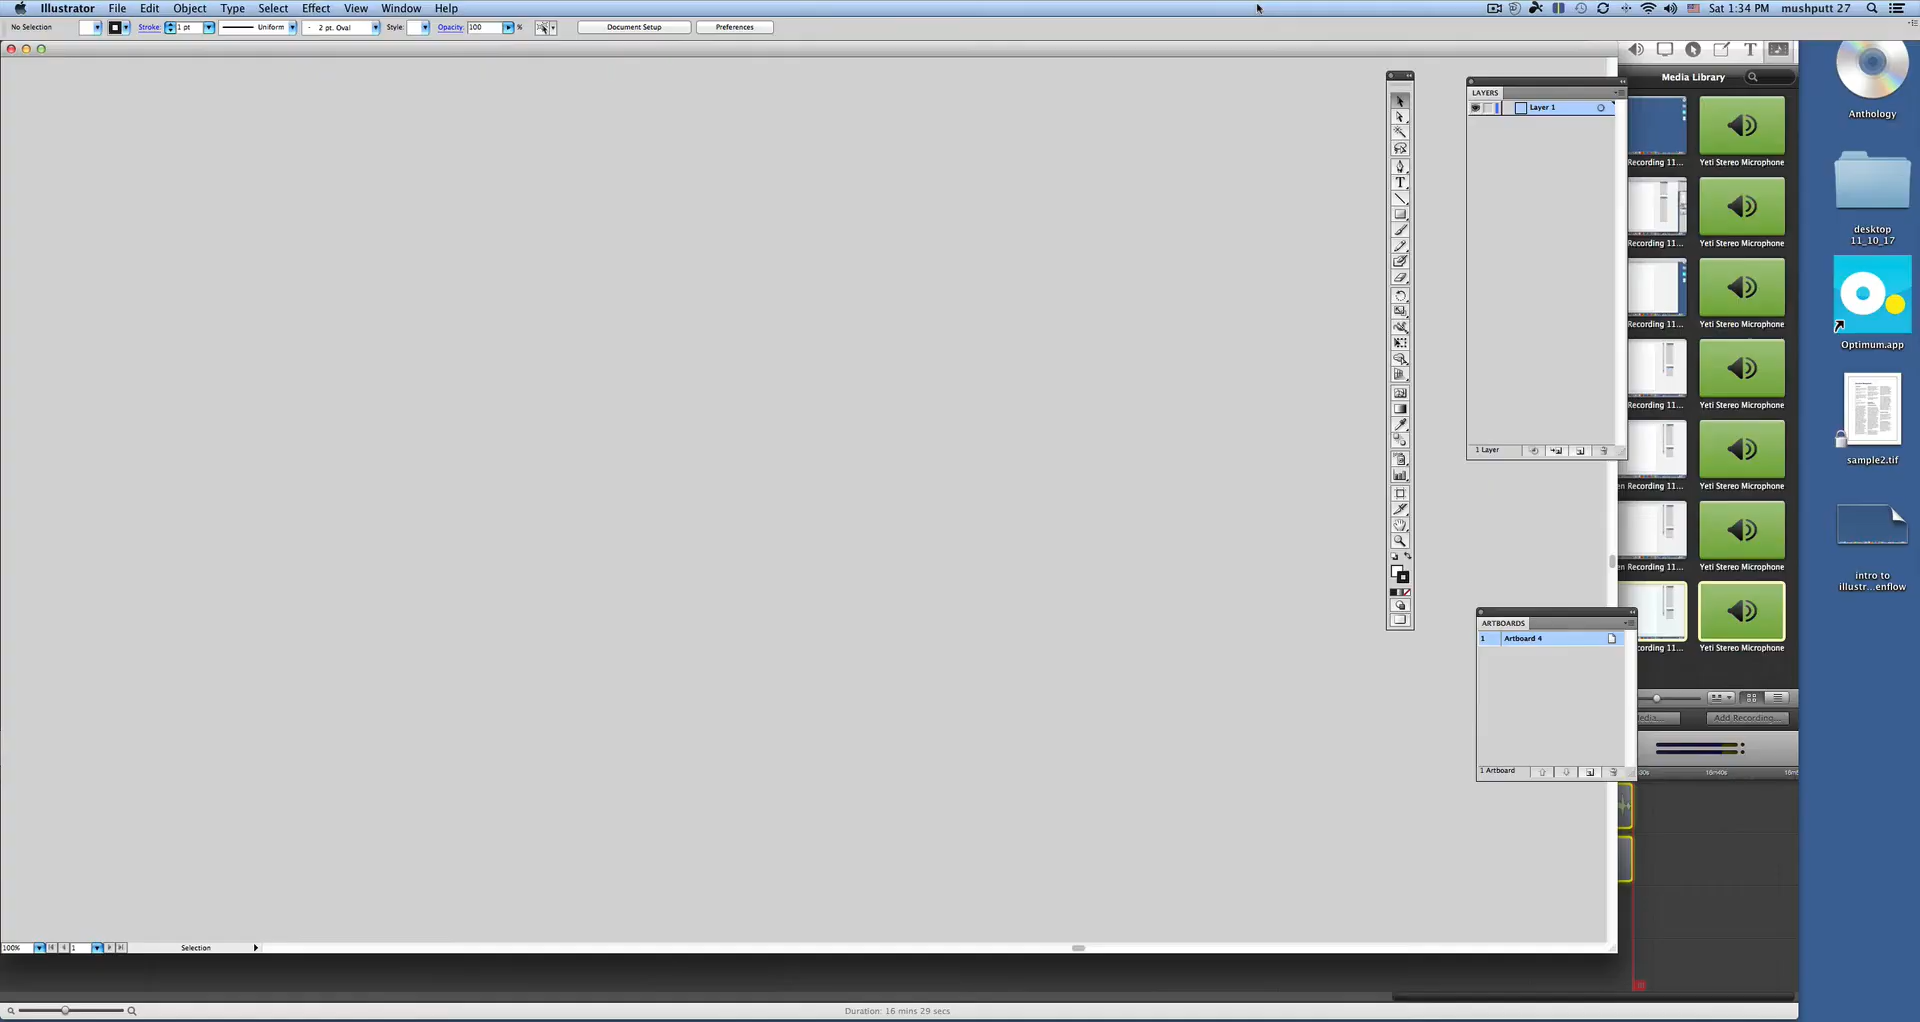 Illustrator File Edit Object Type Select Effect View Window Help
Sat 1:34 PM mushputt 27
No Selection Stroke: 1 pt Uniform 2 pt. Oval Style: Opacity: 100 % Document Setup Preferences
Media Library
LAYERS
Layer 1
1 Layer
Recording 11... Yeti Stereo Microphone
Recording 11... Yeti Stereo Microphone
Recording 11... Yeti Stereo Microphone
Recording 11... Yeti Stereo Microphone
en Recording 11... Yeti Stereo Microphone
en Recording 11... Yeti Stereo Microphone
cording 11... Yeti Stereo Microphone
Anthology
desktop
11_10_17
Optimum.app
sample2.tif
intro to
illustr...enflow
ARTBOARDS
1 Artboard 4
1 Artboard
Add Recording...
16m40s
100% 1 Selection
Duration: 16 mins 29 secs